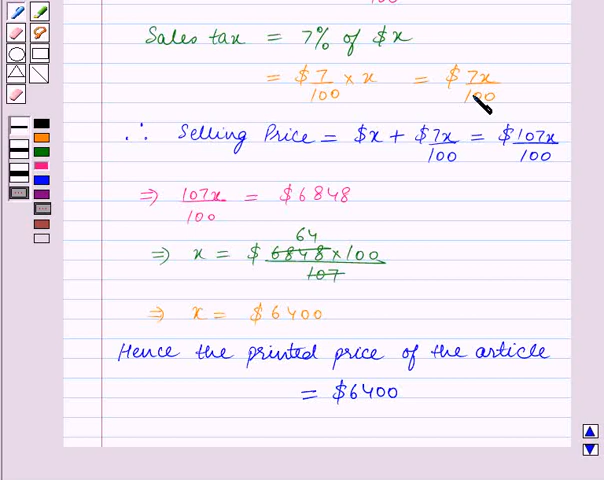 100
Sales tax = 7% of $x
= $7/100 × x = $7x/100
∴ Selling Price = $x + $7x/100 = $107x/100
⇒ 107x/100 = $6848
64
⇒ x = $ 6848 × 100/107
⇒ x = $6400
Hence the printed price of the article
= $6400